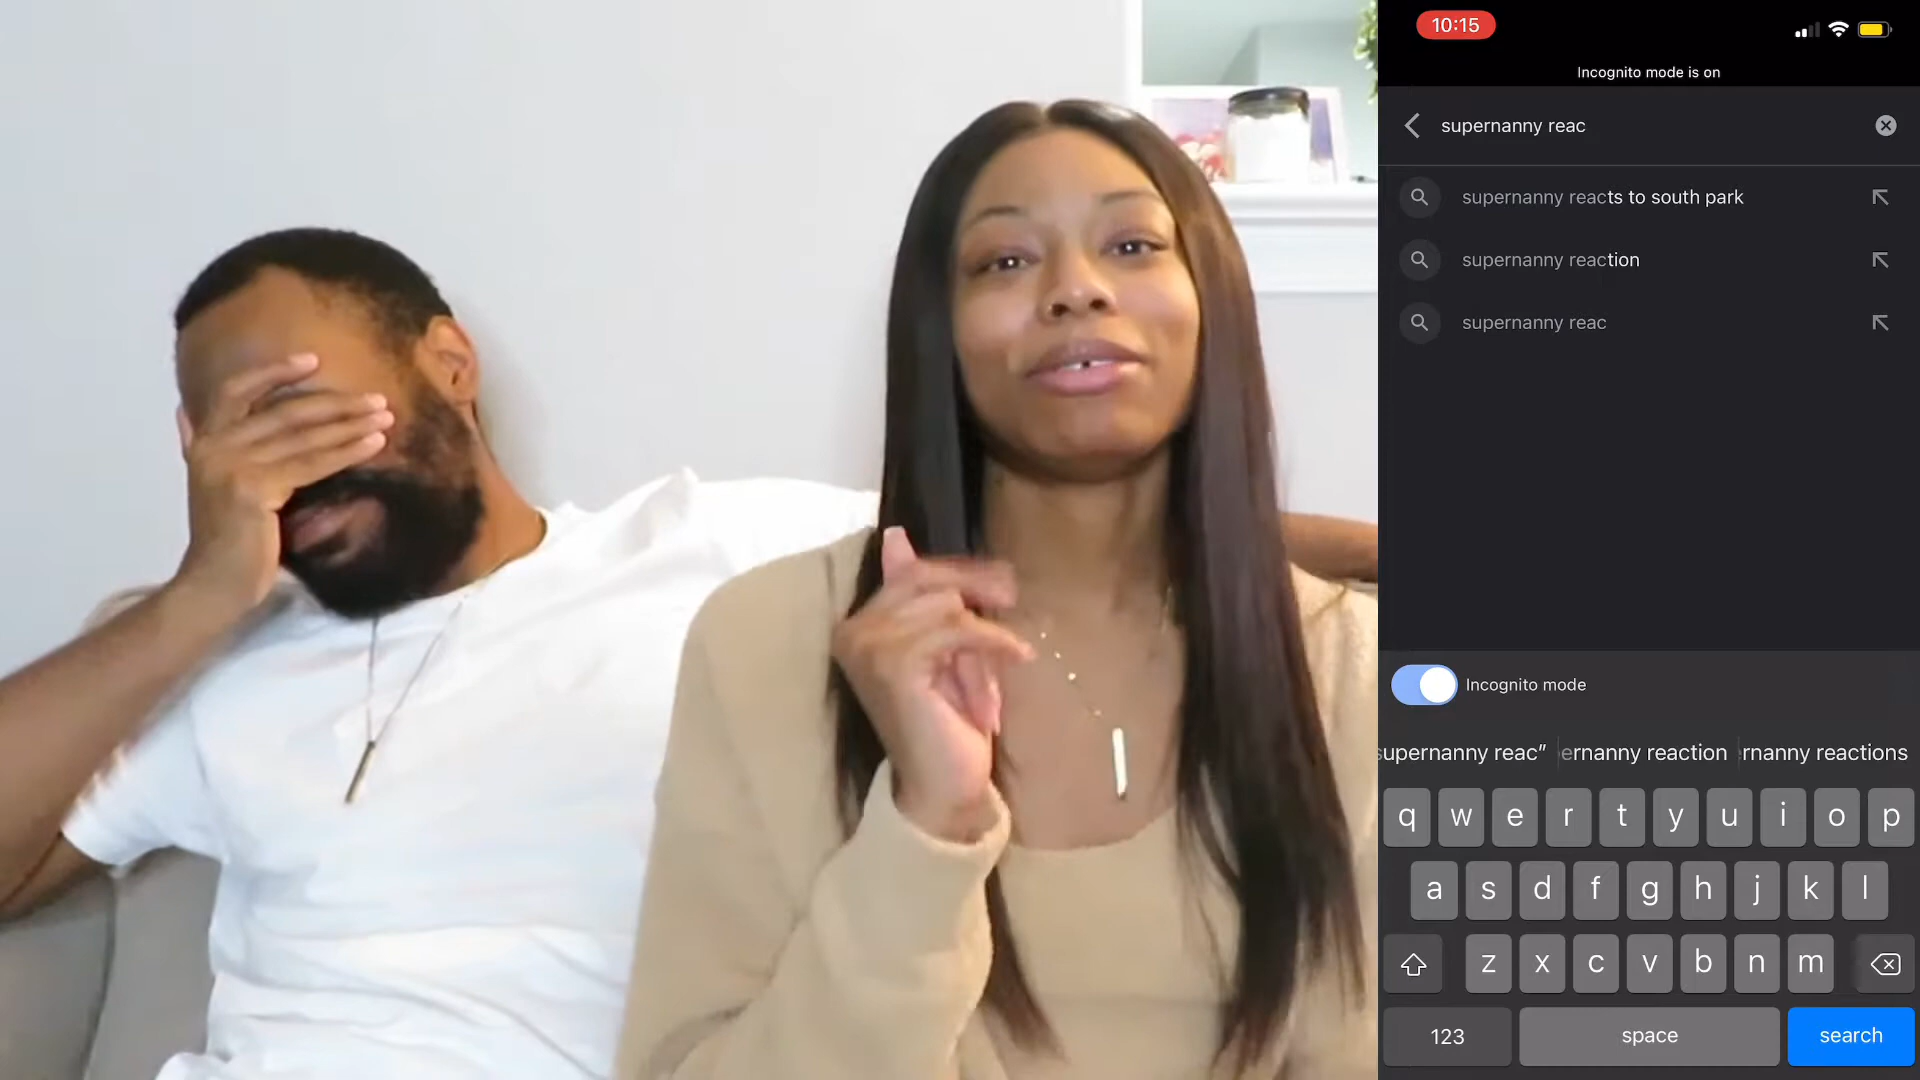 10:15
Incognito mode is on
supernanny reac
supernanny reacts to south park
supernanny reaction
supernanny reac
Incognito mode
supernanny reac” ernanny reaction rnanny reactions
q w e r t y u i o p
a s d f g h j k l
z x c v b n m
123 space search